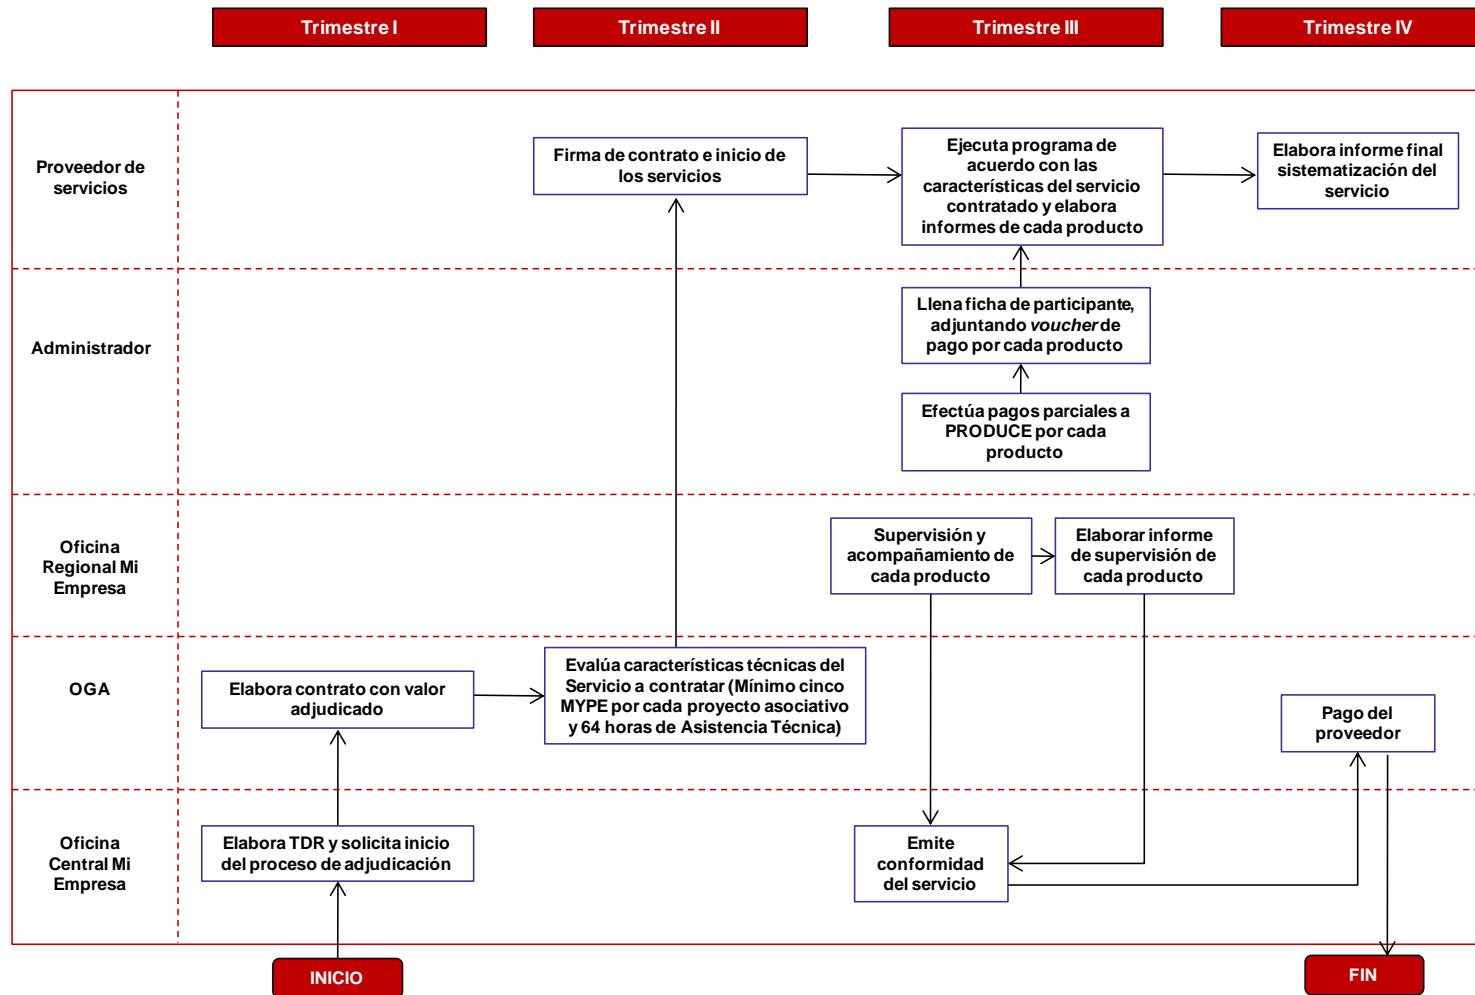 Trimestre I
Trimestre II
Trimestre III
Trimestre IV
Proveedor de
servicios
Firma de contrato e inicio de
los servicios
Ejecuta programa de
acuerdo con las
características del servicio
contratado y elabora
informes de cada producto
Elabora informe final
sistematización del
servicio
Administrador
Llena ficha de participante,
adjuntando voucher de
pago por cada producto
Efectúa pagos parciales a
PRODUCE por cada
producto
Oficina
Regional Mi
Empresa
Supervisión y
acompañamiento de
cada producto
Elaborar informe
de supervisión de
cada producto
OGA
Elabora contrato con valor
adjudicado
Evalúa características técnicas del
Servicio a contratar (Mínimo cinco
MYPE por cada proyecto asociativo
y 64 horas de Asistencia Técnica)
Pago del
proveedor
Oficina
Central Mi
Empresa
Elabora TDR y solicita inicio
del proceso de adjudicación
Emite
conformidad
del servicio
INICIO
FIN